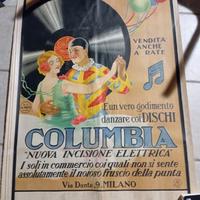 VENDITA
ANCHE
A RATE
E un vero godimento
danzare coi DISCHI
COLUMBIA
"NUOVA INCISIONE ELETTRICA"
I soli in commercio coi quali non si sente
assolutamente il noioso fruscio della punta
Via Dante, 9. MILANO